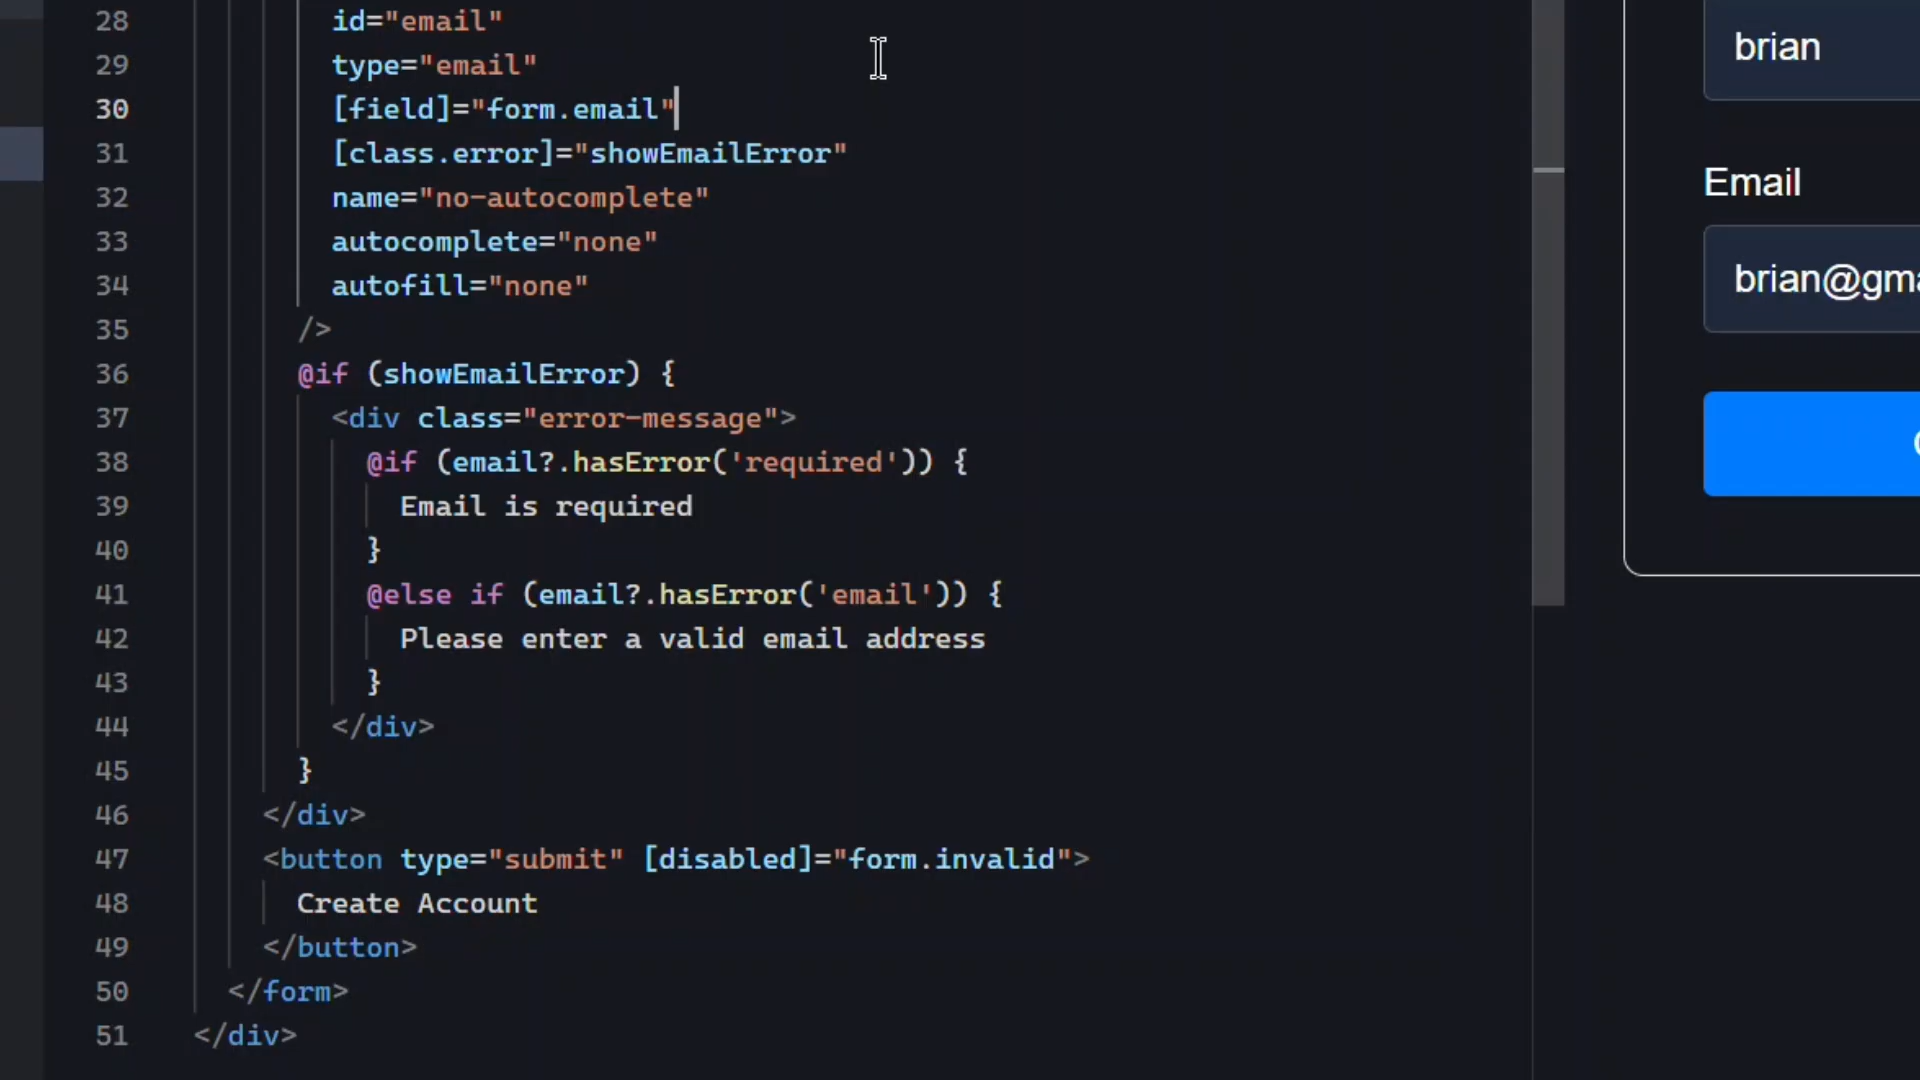 28 id="email"
29 type="email"
30 [field]="form.email"
31 [class.error]="showEmailError"
32 name="no-autocomplete"
33 autocomplete="none"
34 autofill="none"
35 />
36 @if (showEmailError) {
37 <div class="error-message">
38 @if (email?.hasError('required')) {
39 Email is required
40 }
41 @else if (email?.hasError('email')) {
42 Please enter a valid email address
43 }
44 </div>
45 }
46 </div>
47 <button type="submit" [disabled]="form.invalid">
48 Create Account
49 </button>
50 </form>
51 </div>
brian
Email
brian@gma